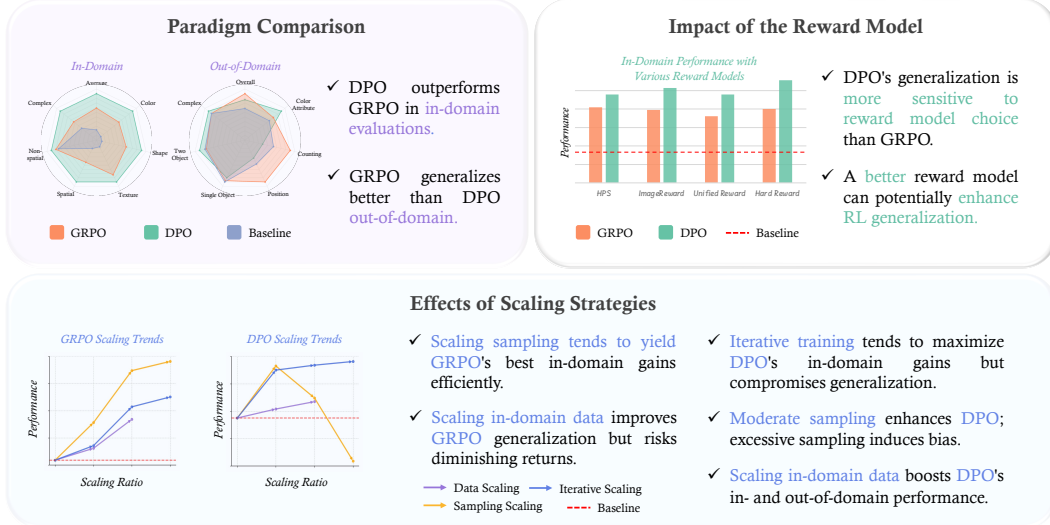 Paradigm Comparison
In-Domain
Average
Color
Shape
Texture
Spatial
Non-
spatial
Complex
Out-of-Domain
Overall
Color
Attribute
Counting
Position
Single Object
Two
Object
Complex
GRPO
DPO
Baseline
✓ DPO outperforms
GRPO in in-domain
evaluations.
✓ GRPO generalizes
better than DPO
out-of-domain.
Impact of the Reward Model
In-Domain Performance with
Various Reward Models
Performance
HPS
ImageReward
Unified Reward
Hard Reward
GRPO
DPO
Baseline
✓ DPO's generalization is
more sensitive to
reward model choice
than GRPO.
✓ A better reward model
can potentially enhance
RL generalization.
Effects of Scaling Strategies
GRPO Scaling Trends
Performance
Scaling Ratio
DPO Scaling Trends
Performance
Scaling Ratio
✓ Scaling sampling tends to yield
GRPO's best in-domain gains
efficiently.
✓ Scaling in-domain data improves
GRPO generalization but risks
diminishing returns.
Data Scaling
Iterative Scaling
Sampling Scaling
Baseline
✓ Iterative training tends to maximize
DPO's in-domain gains but
compromises generalization.
✓ Moderate sampling enhances DPO;
excessive sampling induces bias.
✓ Scaling in-domain data boosts DPO's
in- and out-of-domain performance.